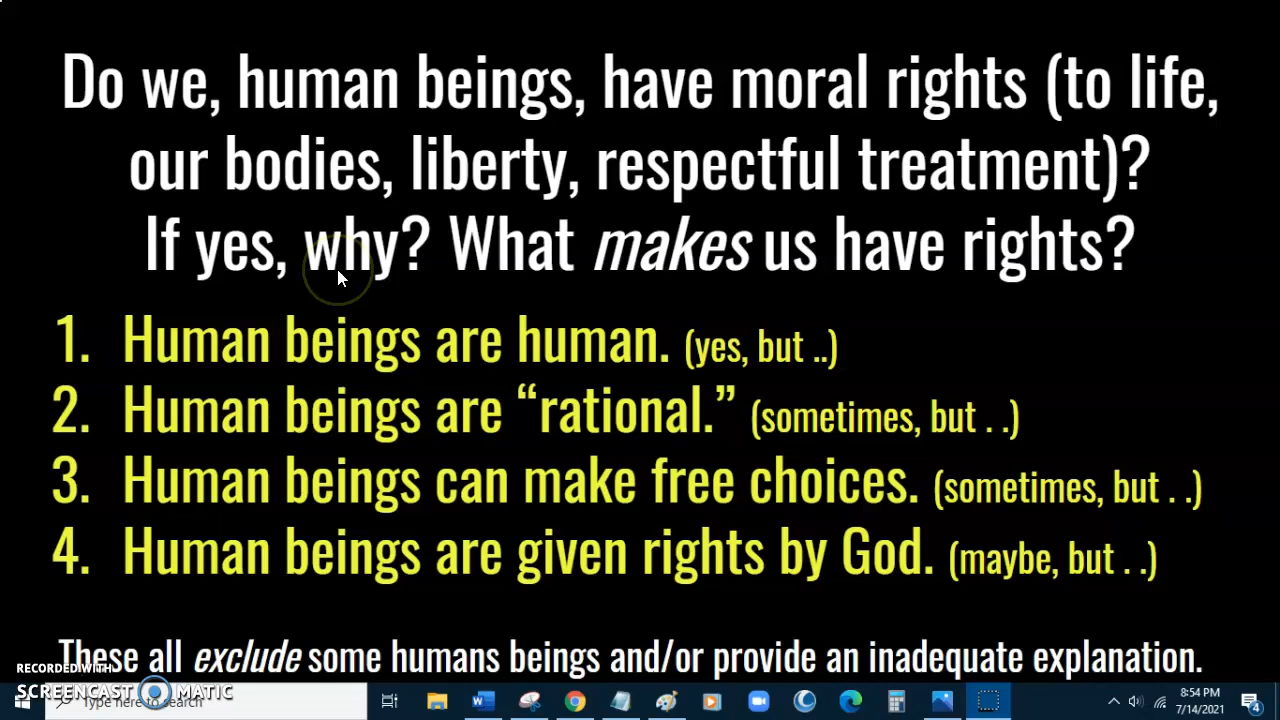 Do we, human beings, have moral rights (to life,
our bodies, liberty, respectful treatment)?
If yes, why? What makes us have rights?
1. Human beings are human. (yes, but ..)
2. Human beings are “rational.” (sometimes, but . .)
3. Human beings can make free choices. (sometimes, but . .)
4. Human beings are given rights by God. (maybe, but . .)
These all exclude some humans beings and/or provide an inadequate explanation.
RECORDED WITH
SCREENCAST MATIC
Type here to search
8:54 PM
7/14/2021
4